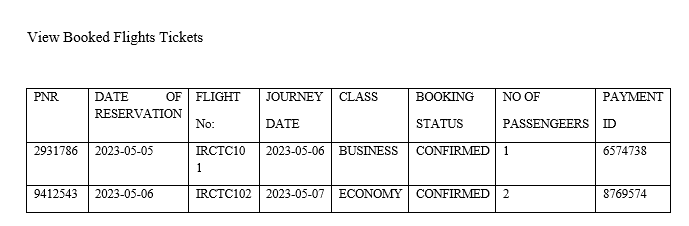 View Booked Flights Tickets
PNR DATE OF FLIGHT JOURNEY CLASS BOOKING NO OF PAYMENT
RESERVATION No: DATE STATUS PASSENGEERS ID
2931786 2023-05-05 IRCTC10 2023-05-06 BUSINESS CONFIRMED 1 6574738
1
9412543 2023-05-06 IRCTC102 2023-05-07 ECONOMY CONFIRMED 2 8769574